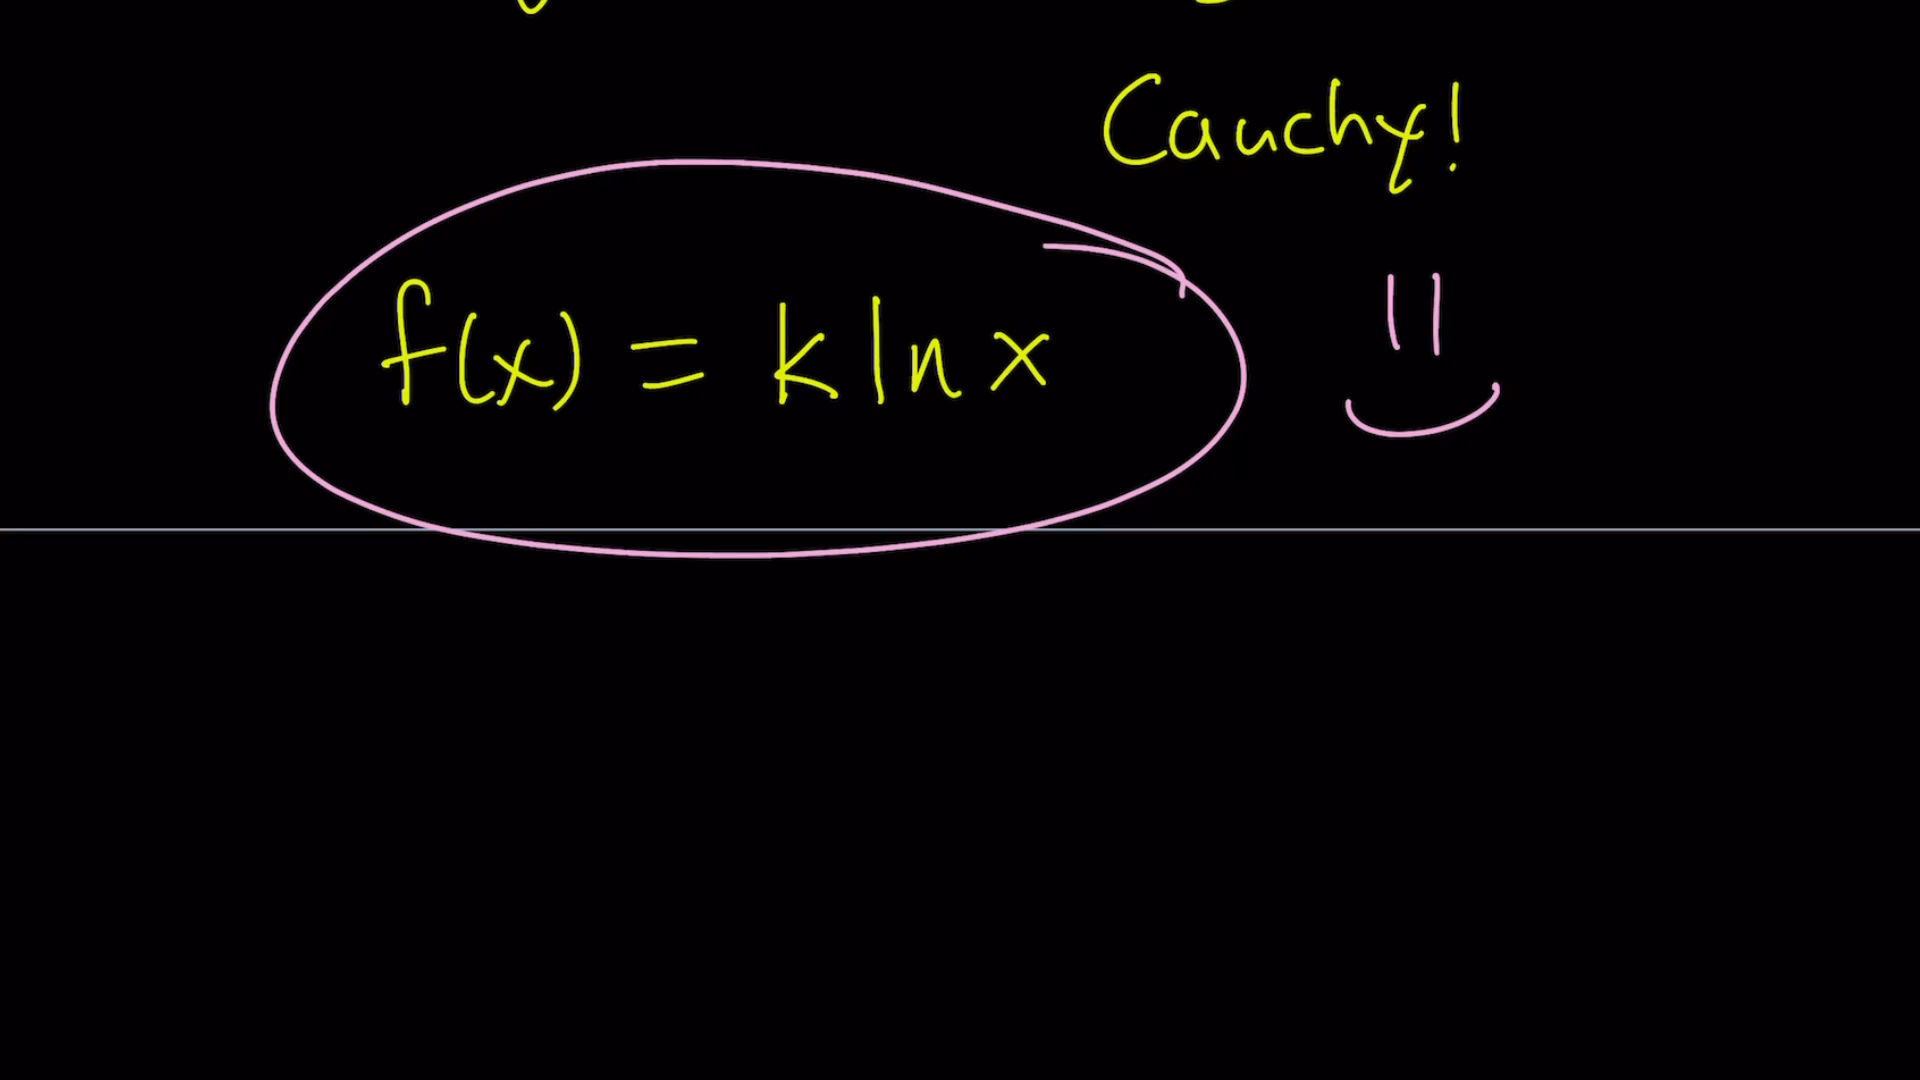 Cauchy!
f(x) = k ln x